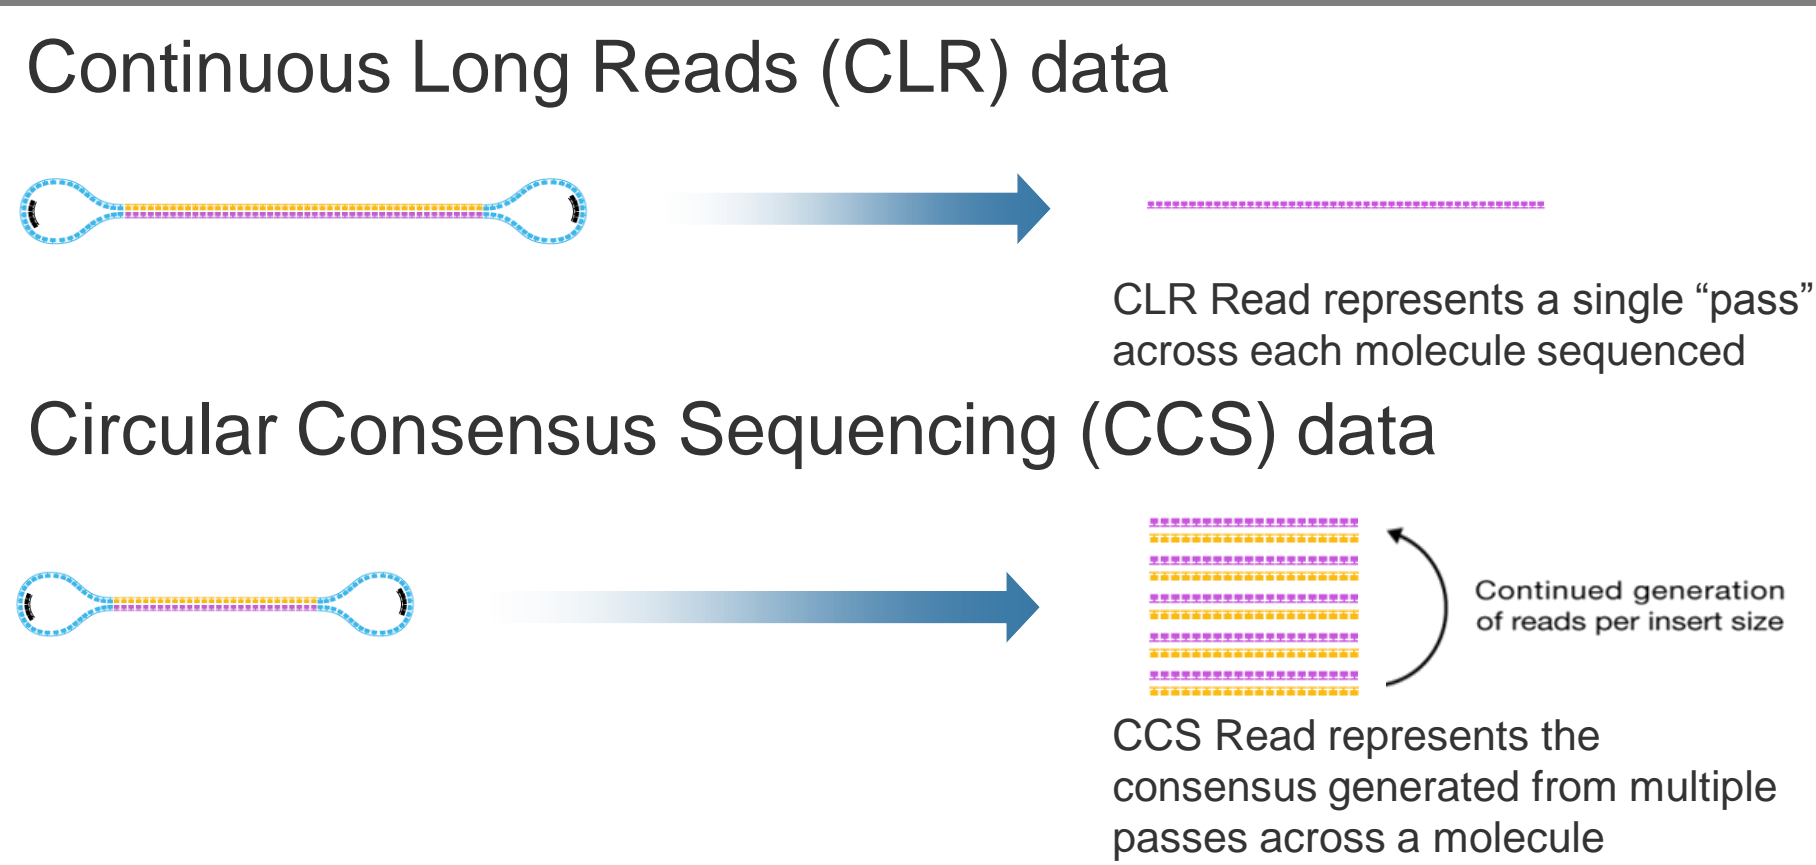 Continuous Long Reads (CLR) data
CLR Read represents a single “pass”
across each molecule sequenced
Circular Consensus Sequencing (CCS) data
Continued generation
of reads per insert size
CCS Read represents the
consensus generated from multiple
passes across a molecule